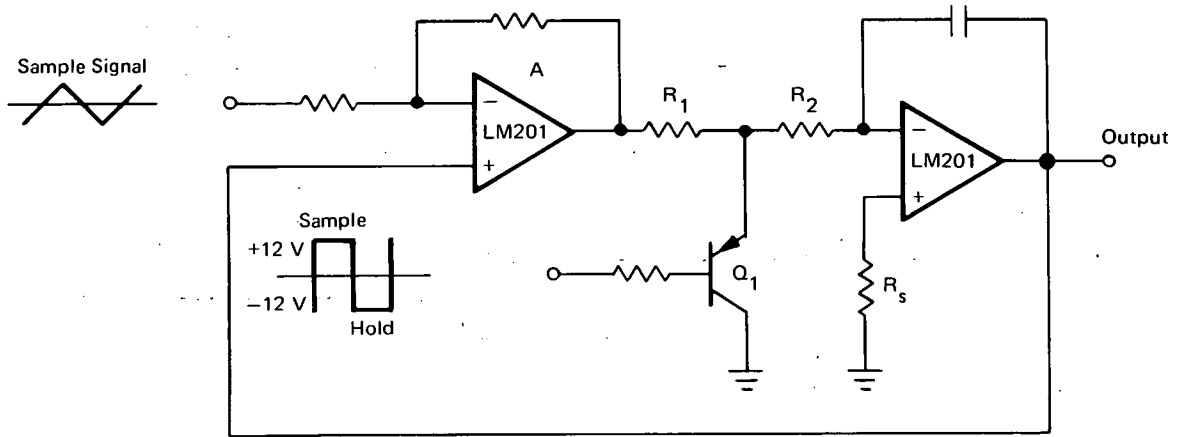 Sample Signal
A
−
LM201
+
R1
R2
−
LM201
+
Output
Sample
+12 V
−12 V
Hold
Q1
Rs